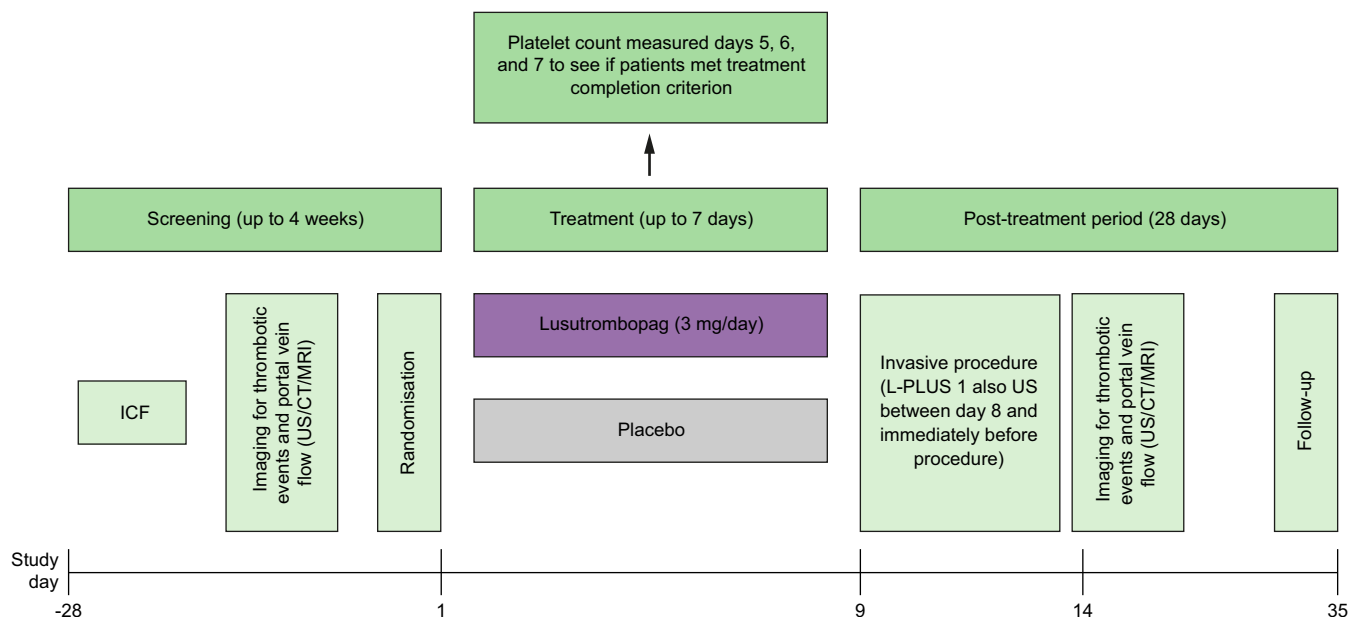 Platelet count measured days 5, 6,
and 7 to see if patients met treatment
completion criterion
Screening (up to 4 weeks)
Treatment (up to 7 days)
Post-treatment period (28 days)
ICF
Imaging for thrombotic
events and portal vein
flow (US/CT/MRI)
Randomisation
Lusutrombopag (3 mg/day)
Placebo
Invasive procedure
(L-PLUS 1 also US
between day 8 and
immediately before
procedure)
Imaging for thrombotic
events and portal vein
flow (US/CT/MRI)
Follow-up
Study
day
-28
1
9
14
35